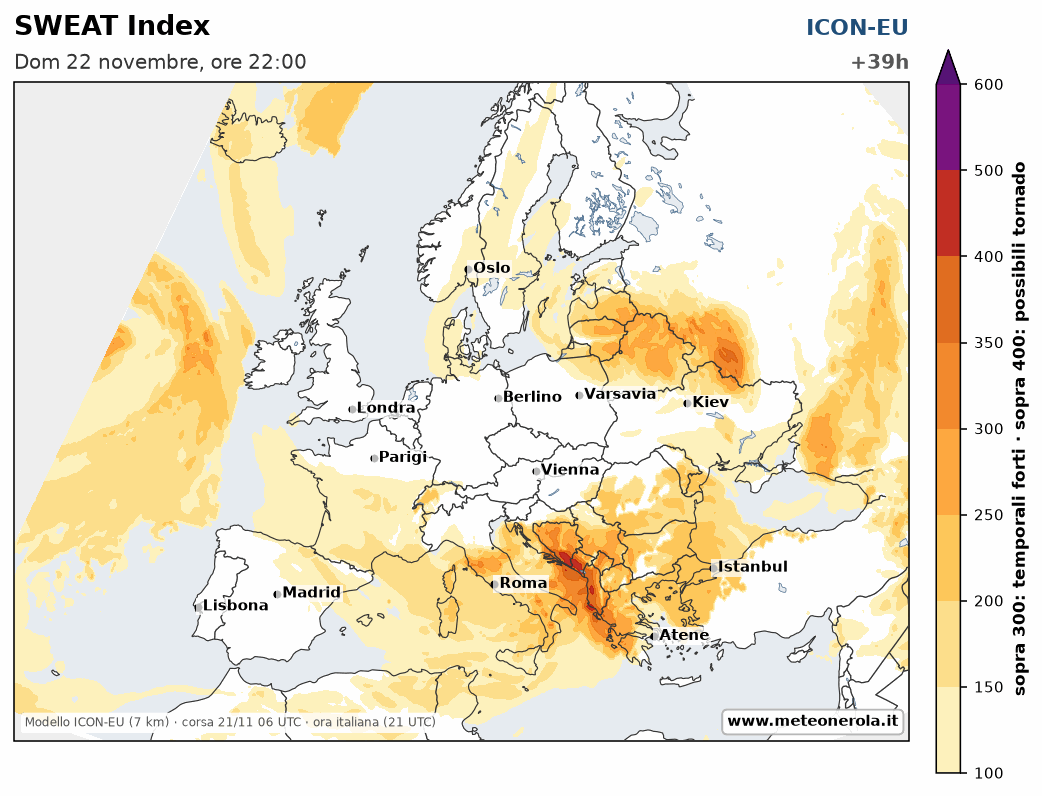 SWEAT Index
ICON-EU
Dom 22 novembre, ore 22:00
+39h
Oslo
Berlino
Varsavia
Londra
Kiev
Parigi
Vienna
Istanbul
Roma
Madrid
Lisbona
Atene
Modello ICON-EU (7 km) · corsa 21/11 06 UTC · ora italiana (21 UTC)
www.meteonerola.it
600
500
400
350
300
250
200
150
100
sopra 300: temporali forti · sopra 400: possibili tornado